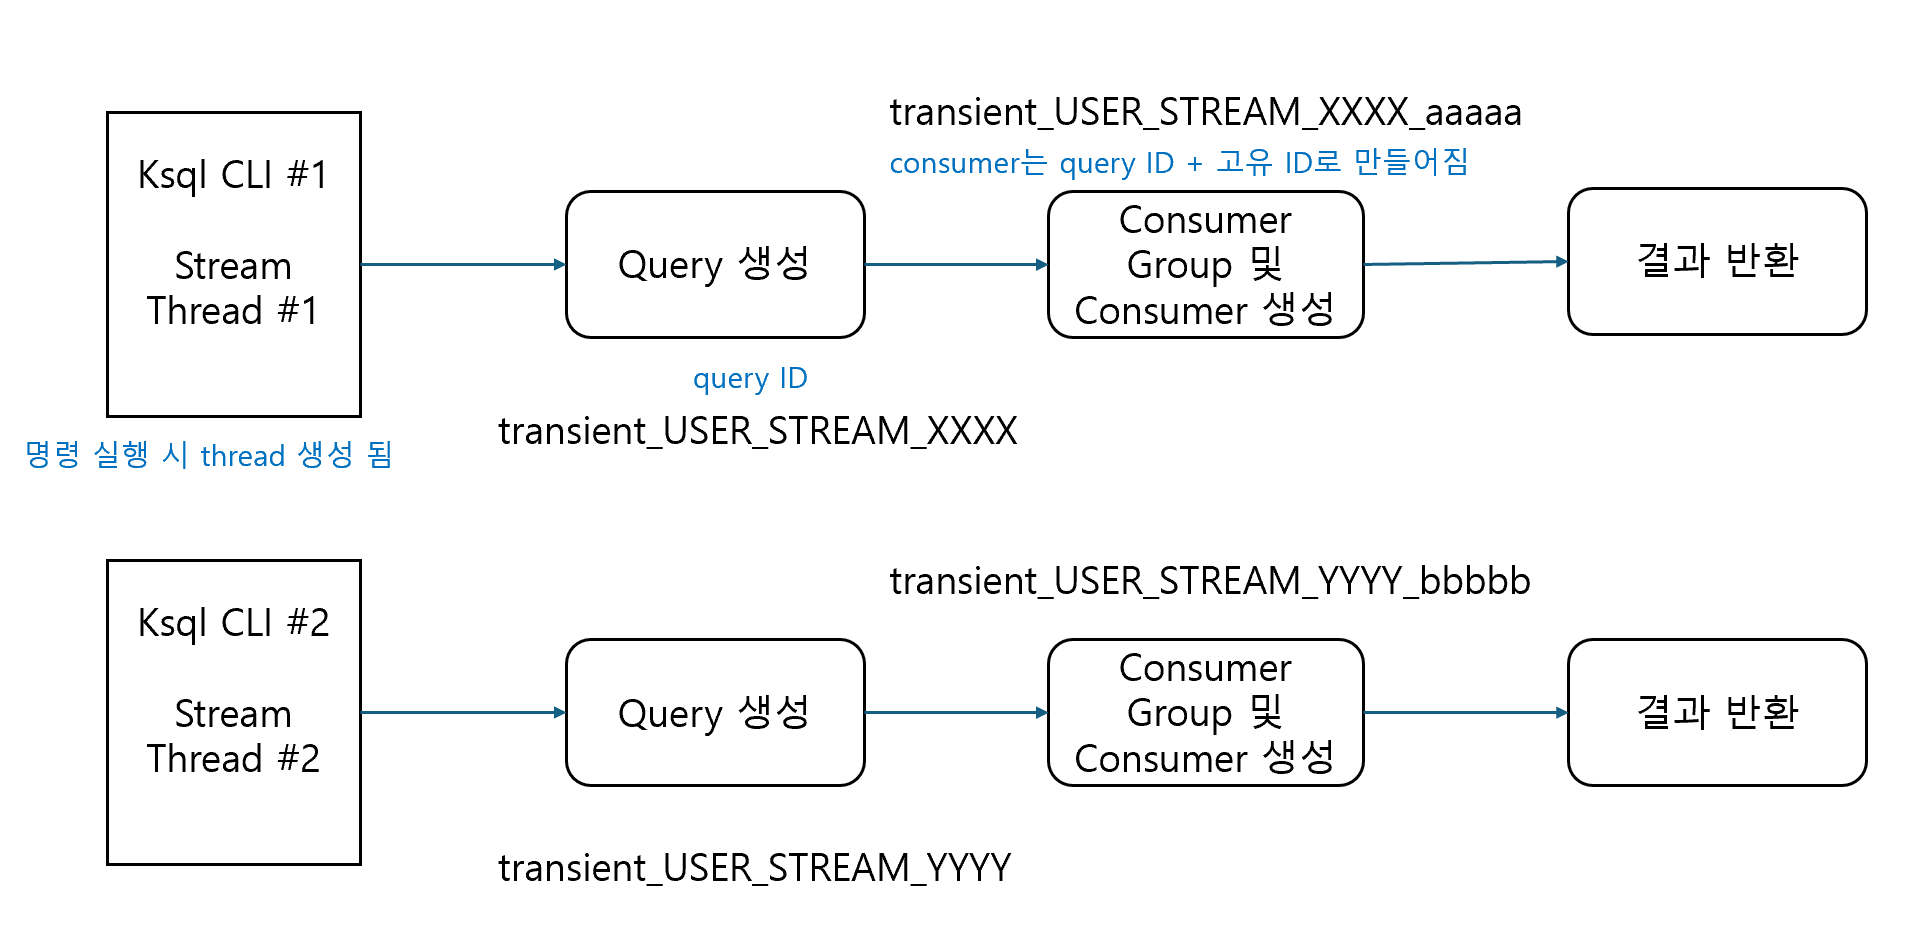 transient_USER_STREAM_XXXX_aaaaa
consumer는 query ID + 고유 ID로 만들어짐
Ksql CLI #1
Stream
Thread #1
Query 생성
Consumer
Group 및
Consumer 생성
결과 반환
query ID
transient_USER_STREAM_XXXX
명령 실행 시 thread 생성 됨
transient_USER_STREAM_YYYY_bbbbb
Ksql CLI #2
Stream
Thread #2
Query 생성
Consumer
Group 및
Consumer 생성
결과 반환
transient_USER_STREAM_YYYY